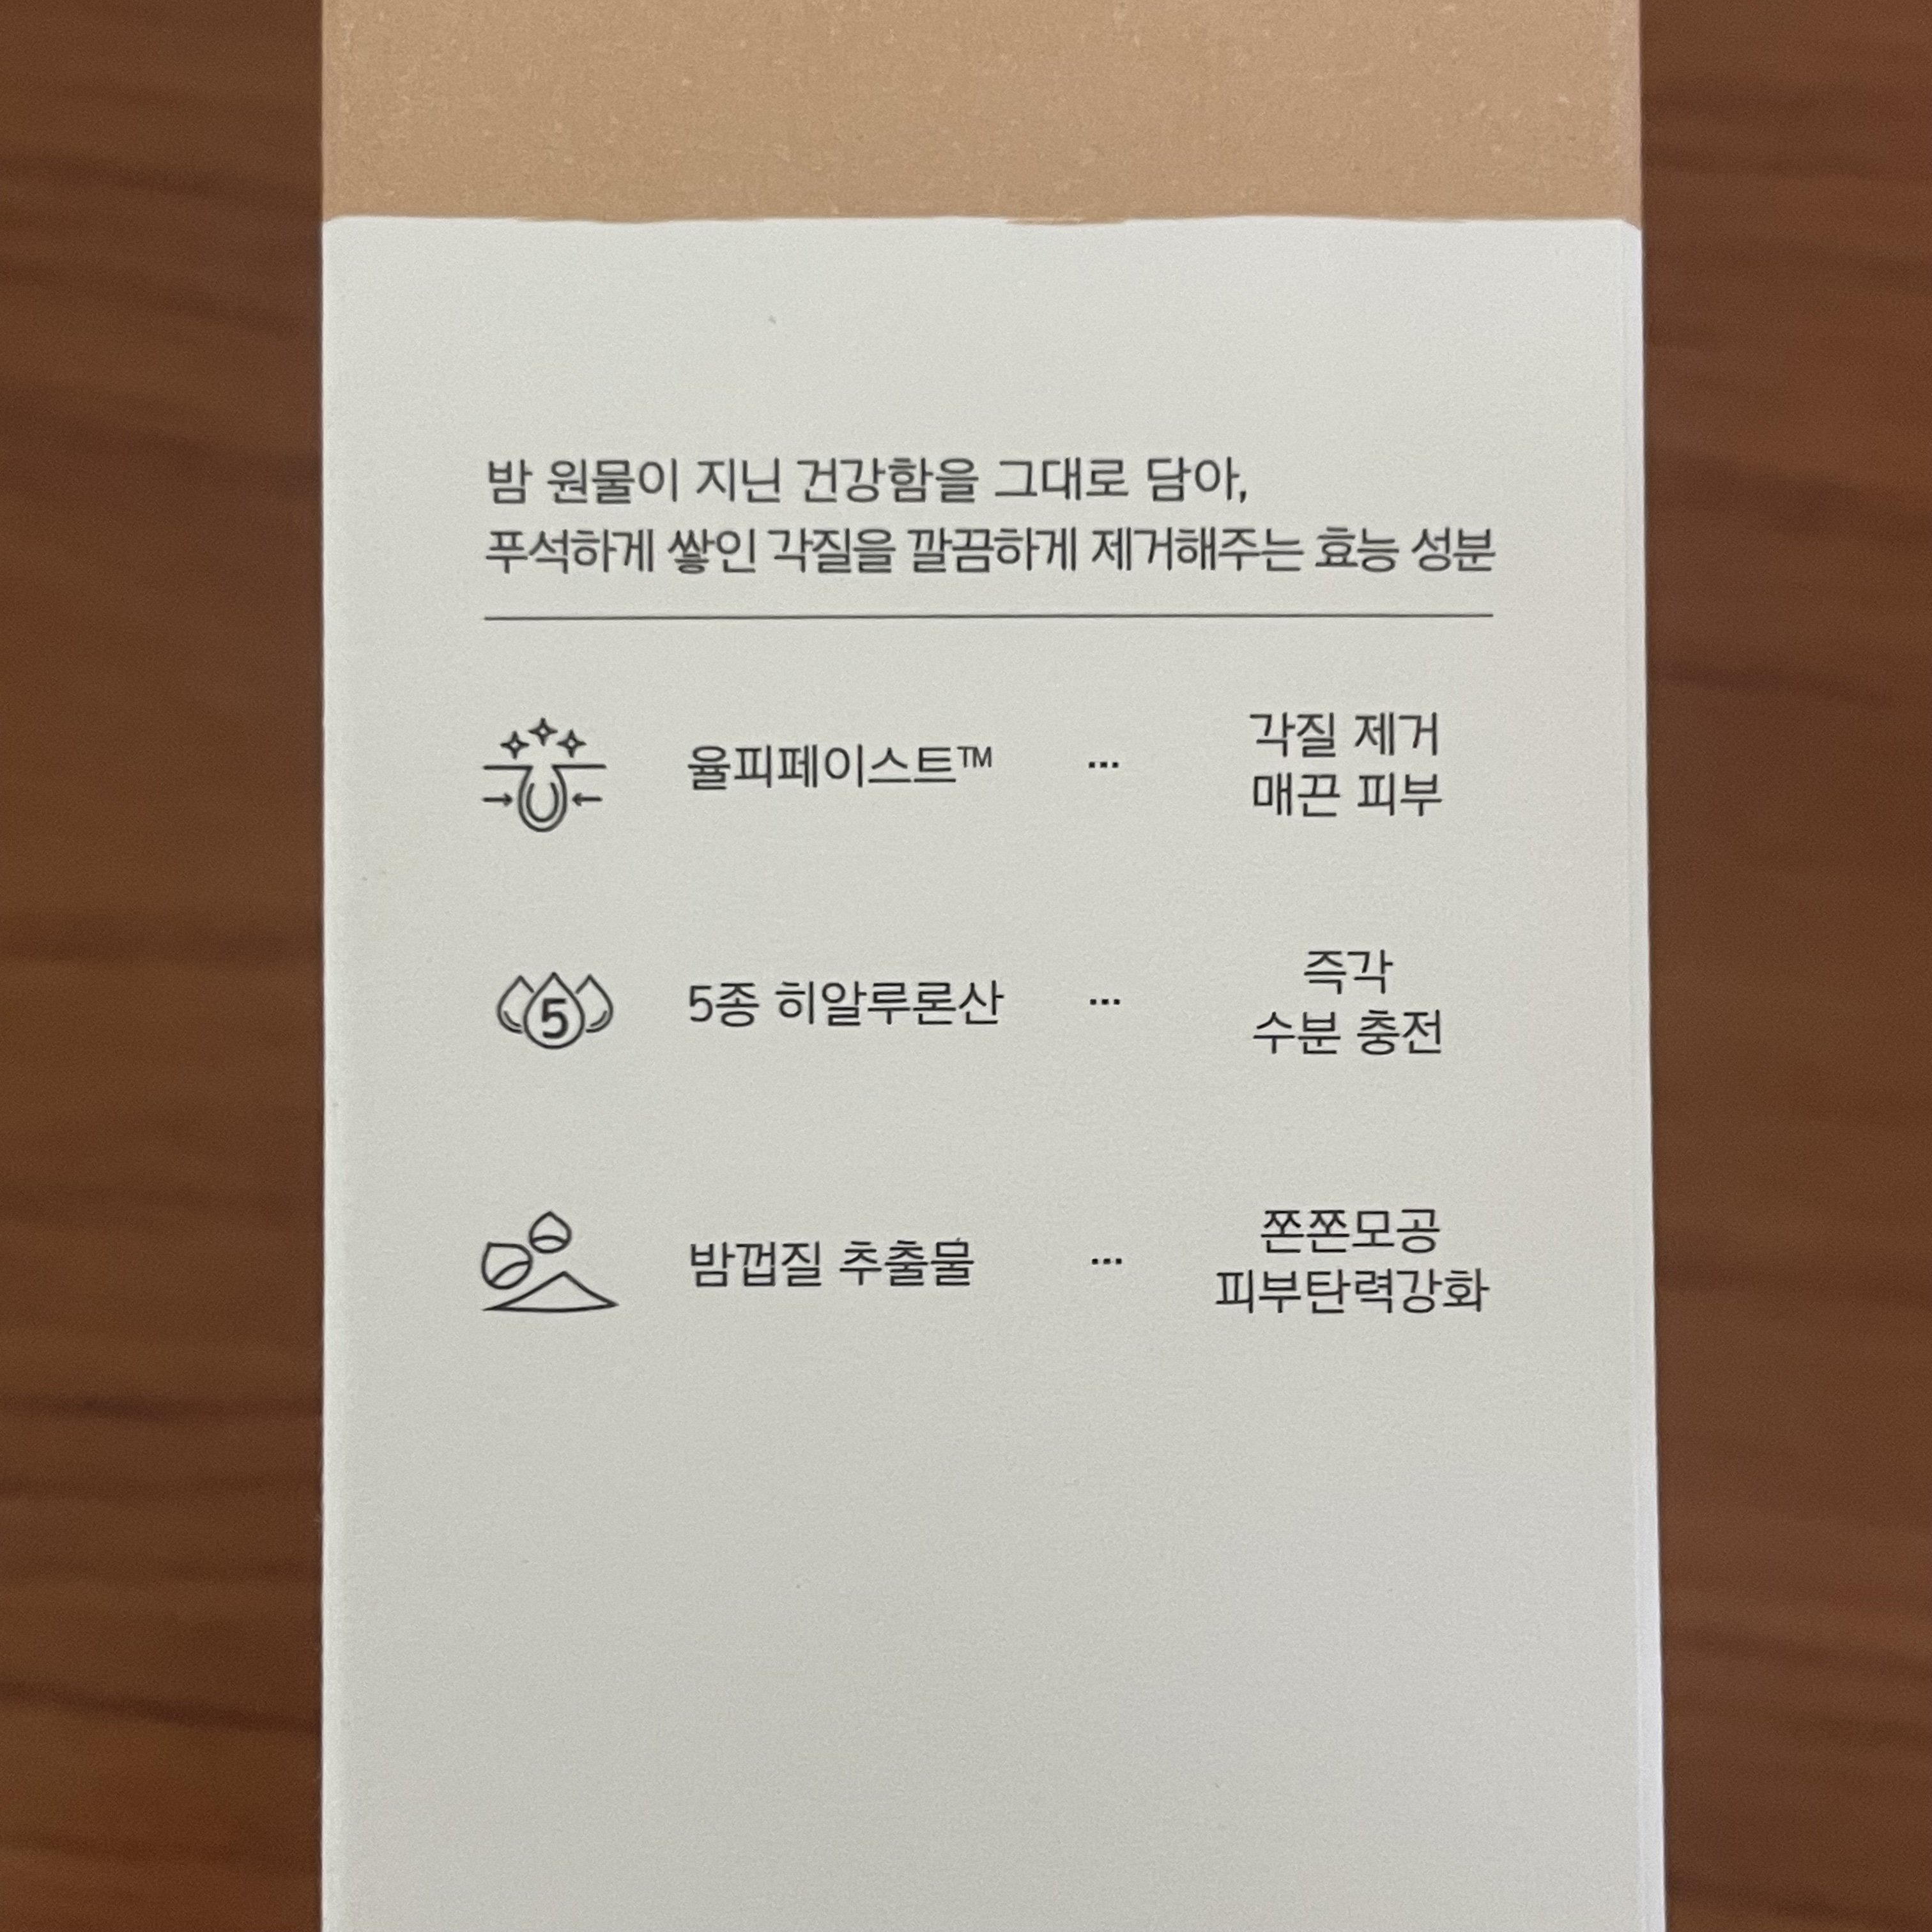 밤 원물이 지닌 건강함을 그대로 담아,
푸석하게 쌓인 각질을 깔끔하게 제거해주는 효능 성분
율피페이스트™ ··· 각질 제거
매끈 피부
5
5종 히알루론산 ··· 즉각
수분 충전
밤껍질 추출물 ··· 쫀쫀모공
피부탄력강화